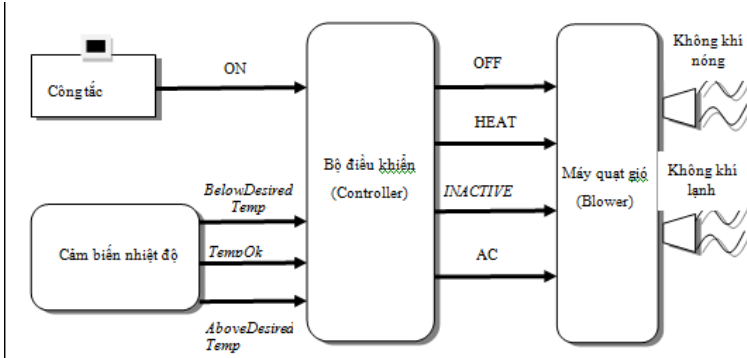 Công tắc
ON
Cảm biến nhiệt độ
BelowDesired
Temp
TempOk
AboveDesired
Temp
Bộ điều khiển
(Controller)
OFF
HEAT
INACTIVE
AC
Máy quạt gió
(Blower)
Không khí
nóng
Không khí
lạnh